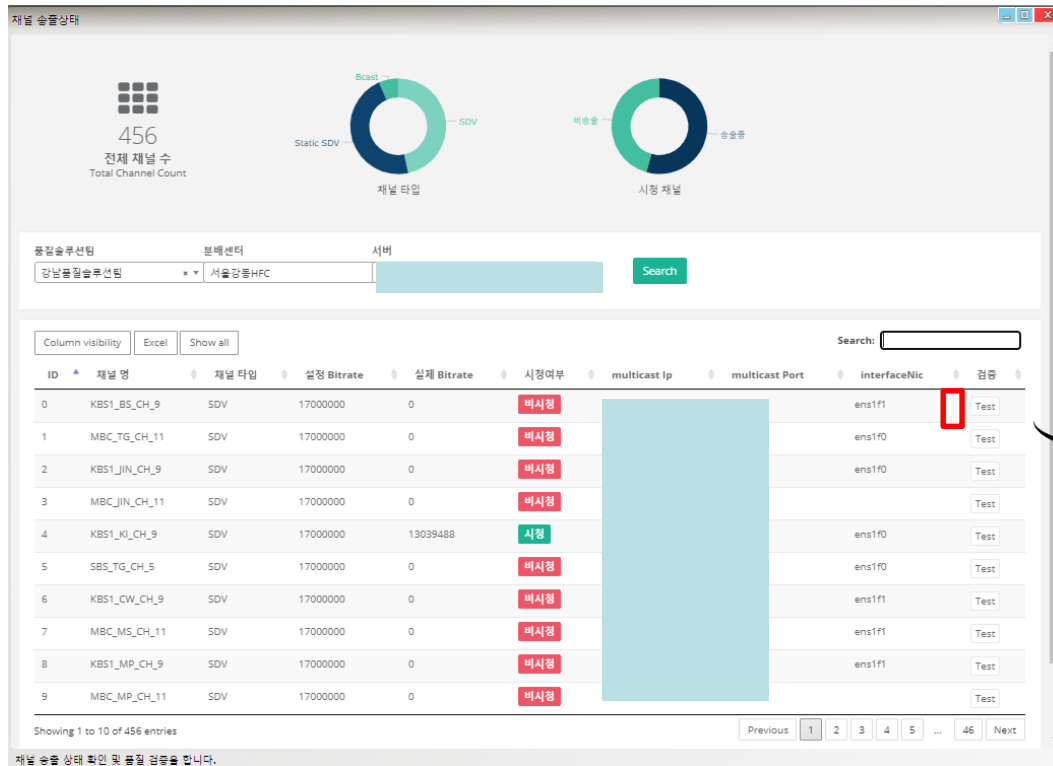 채널 송출상태
456
전체 채널 수
Total Channel Count
Bcast
SDV
Static SDV
채널 타입
비송출
송출중
시청 채널
품질솔루션팀 분배센터 서버
강남품질솔루션팀 × ▼ 서울강동HFC
Search
Column visibility Excel Show all Search:
ID 채널 명 채널 타입 설정 Bitrate 실제 Bitrate 시청여부 multicast Ip multicast Port interfaceNic 검증
0 KBS1_BS_CH_9 SDV 17000000 0 비시청 ens1f1 Test
1 MBC_TG_CH_11 SDV 17000000 0 비시청 ens1f0 Test
2 KBS1_JIN_CH_9 SDV 17000000 0 비시청 ens1f0 Test
3 MBC_JIN_CH_11 SDV 17000000 0 비시청 Test
4 KBS1_KI_CH_9 SDV 17000000 13039488 시청 ens1f0 Test
5 SBS_TG_CH_5 SDV 17000000 0 비시청 ens1f0 Test
6 KBS1_CW_CH_9 SDV 17000000 0 비시청 ens1f1 Test
7 MBC_MS_CH_11 SDV 17000000 0 비시청 ens1f1 Test
8 KBS1_MP_CH_9 SDV 17000000 0 비시청 ens1f1 Test
9 MBC_MP_CH_11 SDV 17000000 0 비시청 Test
Showing 1 to 10 of 456 entries Previous 1 2 3 4 5 ... 46 Next
채널 송출 상태 확인 및 품질 검증을 합니다.